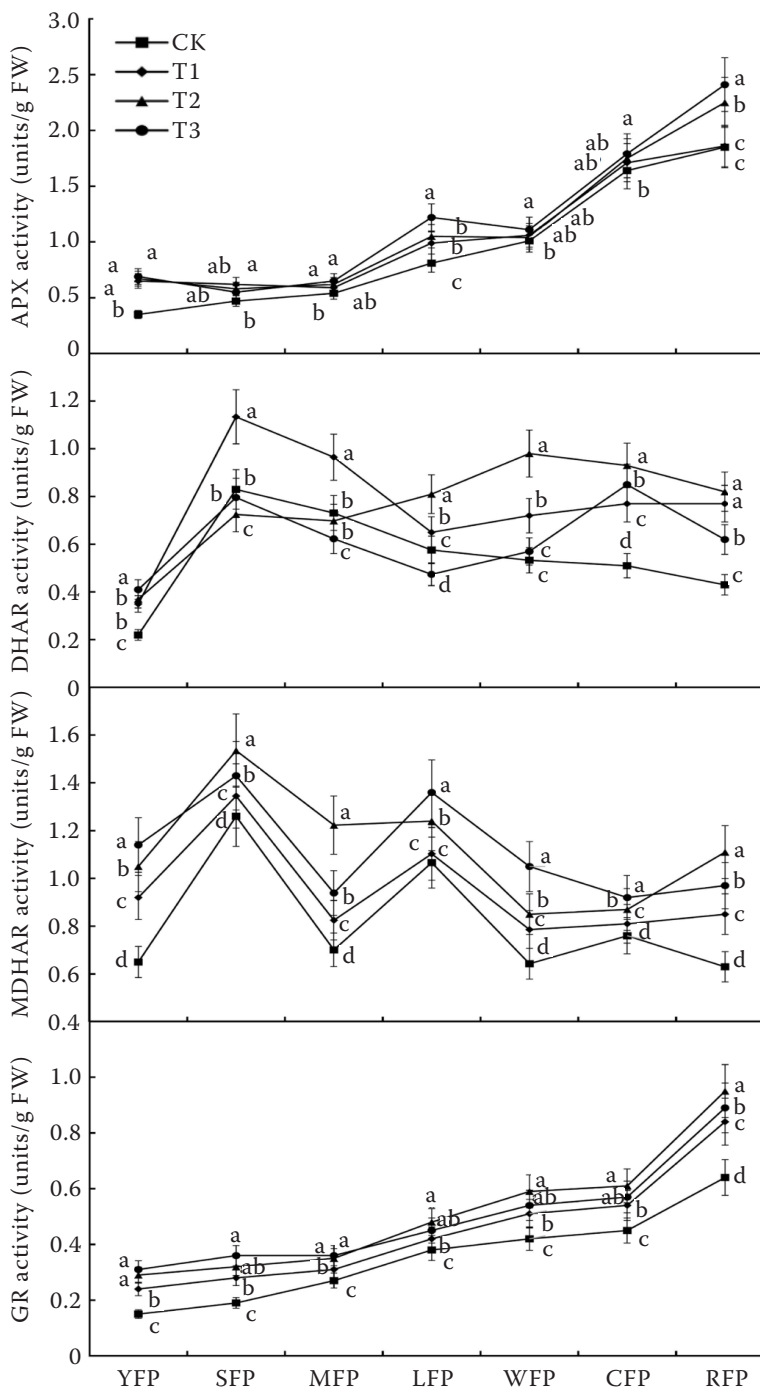 APX activity (units/g FW)
3.0
2.5
2.0
1.5
1.0
0.5
0
CK
T1
T2
T3
a
a
a
b
ab
a
ab
b
a
a
ab
b
a
b
b
c
a
ab
ab
b
a
ab
ab
b
a
b
c
c
DHAR activity (units/g FW)
1.2
1.0
0.8
0.6
0.4
0.2
0
a
b
b
c
a
b
b
c
a
b
b
c
a
b
c
d
a
b
c
c
a
b
c
d
a
a
b
c
MDHAR activity (units/g FW)
1.6
1.4
1.2
1.0
0.8
0.6
0.4
a
b
c
d
a
b
c
d
a
b
c
d
a
b
c
c
a
b
c
d
a
b
c
d
a
b
c
d
GR activity (units/g FW)
1.0
0.8
0.6
0.4
0.2
0
a
a
b
c
a
ab
b
c
a
a
b
c
a
ab
b
c
a
ab
b
c
a
ab
b
c
a
b
c
d
YFP SFP MFP LFP WFP CFP RFP